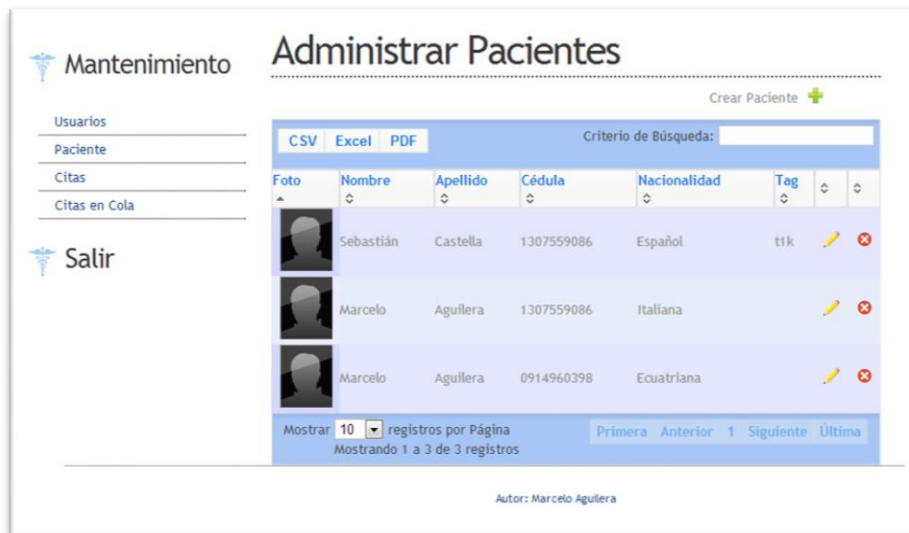 Mantenimiento
Usuarios
Paciente
Citas
Citas en Cola
Salir
Administrar Pacientes
Crear Paciente
CSV Excel PDF Criterio de Búsqueda:
Foto Nombre Apellido Cédula Nacionalidad Tag
Sebastián Castella 1307559086 Español t1k
Marcelo Aguilera 1307559086 Italiana
Marcelo Aguilera 0914960398 Ecuatriana
Mostrar 10 registros por Página Primera Anterior 1 Siguiente Última
Mostrando 1 a 3 de 3 registros
Autor: Marcelo Aguilera